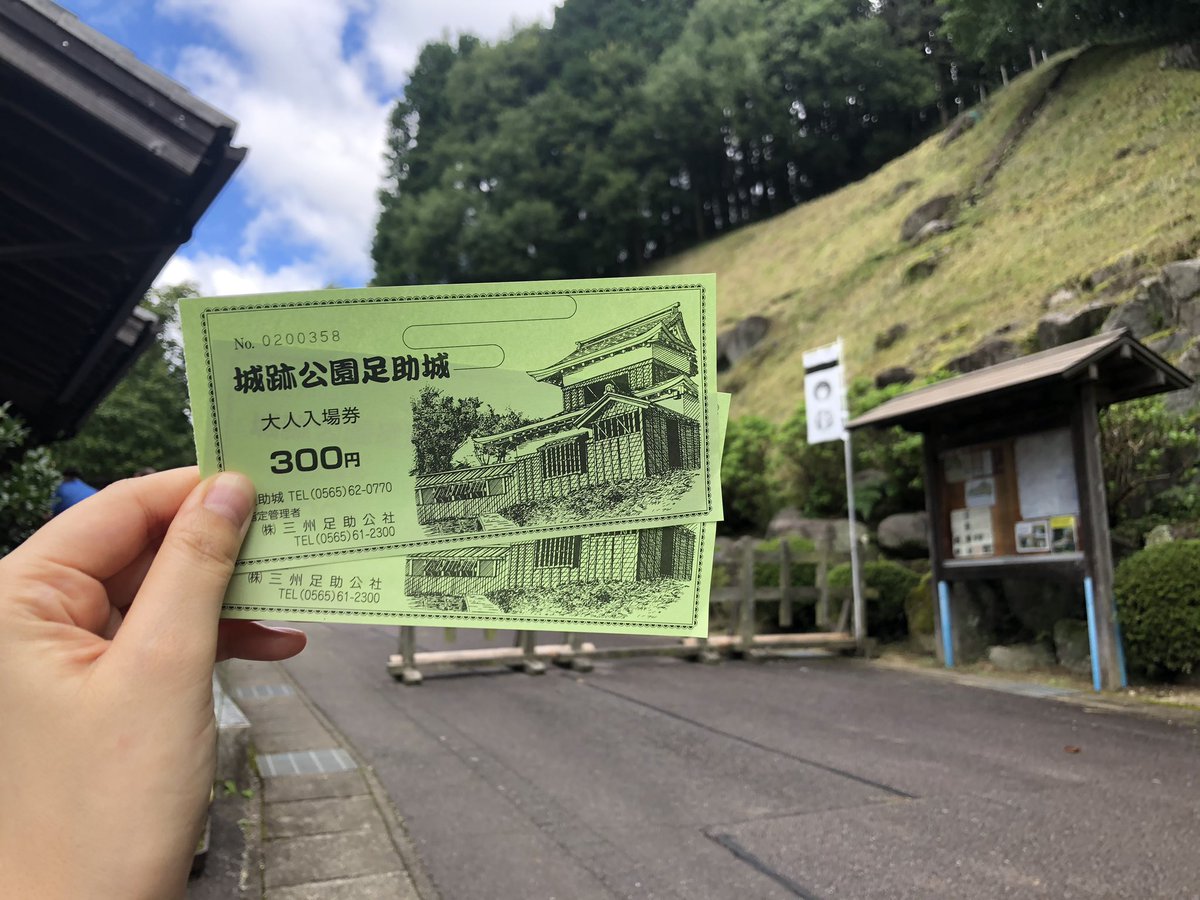 No. 0200358
城跡公園足助城
大人入場券
300円
助城 TEL(0565)62-0770
指定管理者
(株) 三州足助公社
TEL(0565)61-2300
(株) 三州足助公社
TEL(0565)61-2300